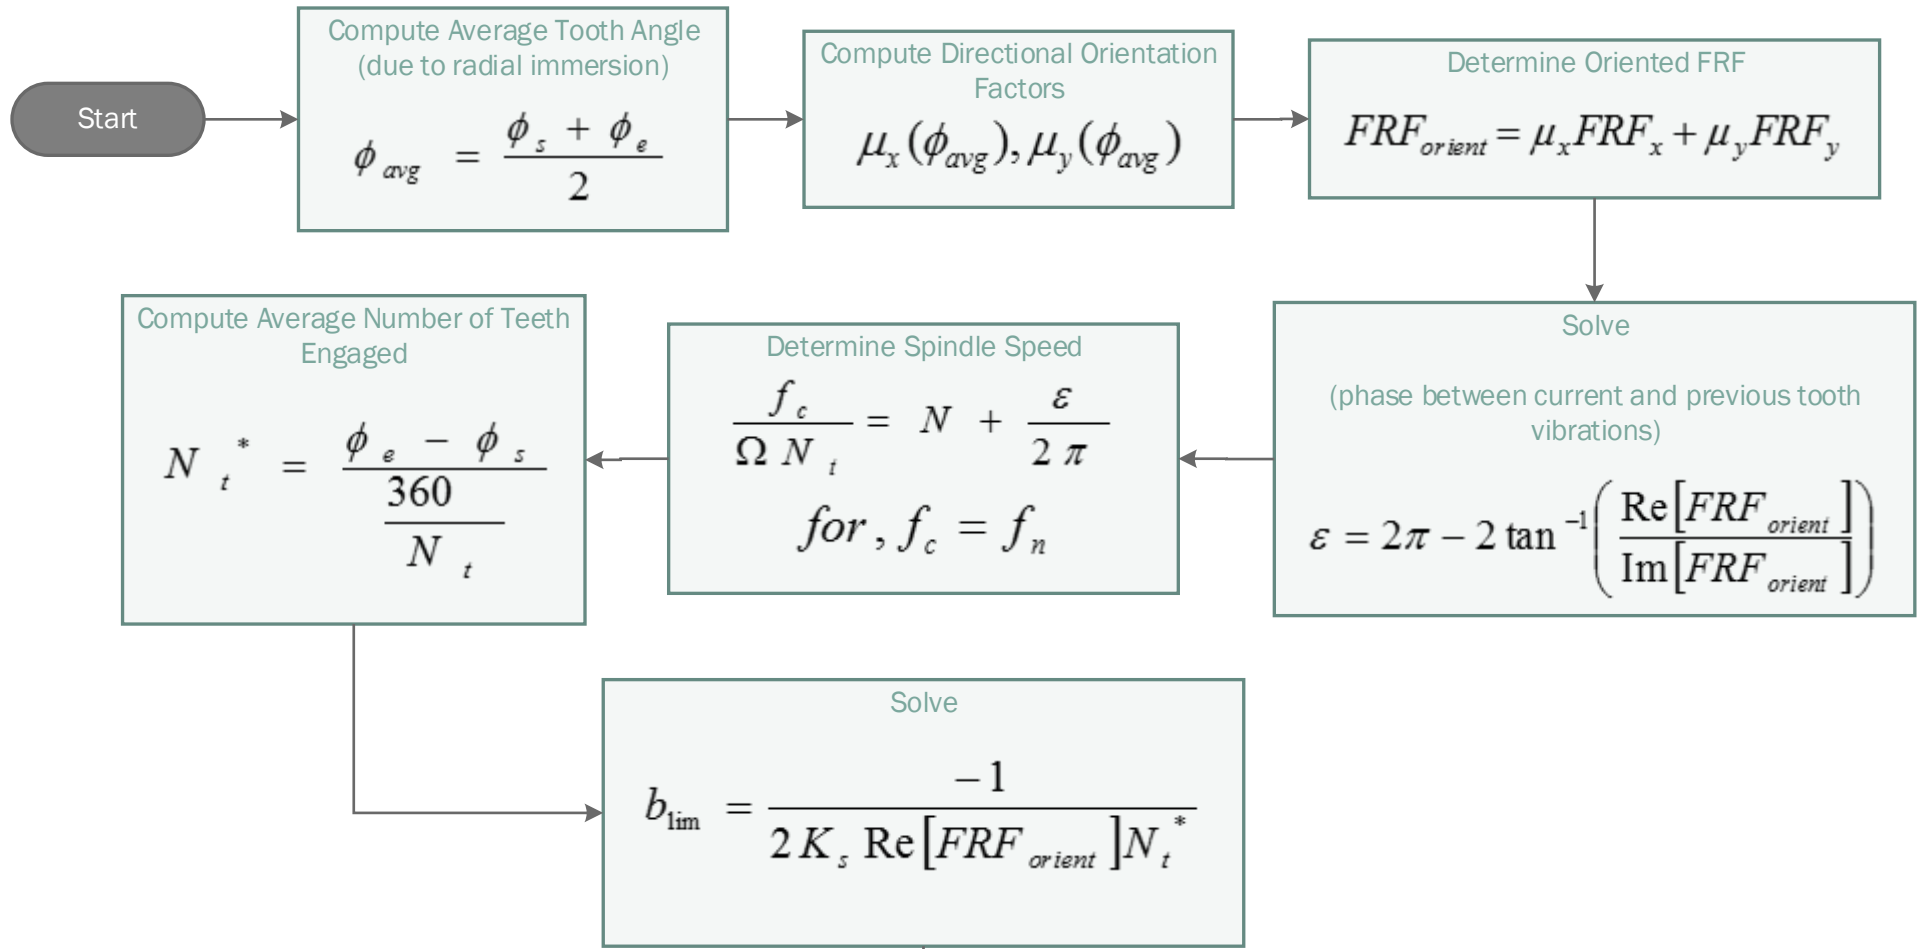 Start
Compute Average Tooth Angle
(due to radial immersion)
ϕ_avg = (ϕ_s + ϕ_e) / 2
Compute Directional Orientation
Factors
μ_x(ϕ_avg), μ_y(ϕ_avg)
Determine Oriented FRF
FRF_orient = μ_x FRF_x + μ_y FRF_y
Solve
(phase between current and previous tooth
vibrations)
ε = 2π − 2 tan⁻¹( Re[FRF_orient] / Im[FRF_orient] )
Determine Spindle Speed
f_c / (Ω N_t) = N + ε / (2 π)
for, f_c = f_n
Compute Average Number of Teeth
Engaged
N_t^* = (ϕ_e − ϕ_s) / (360 / N_t)
Solve
b_lim = −1 / (2 K_s Re[FRF_orient] N_t^*)